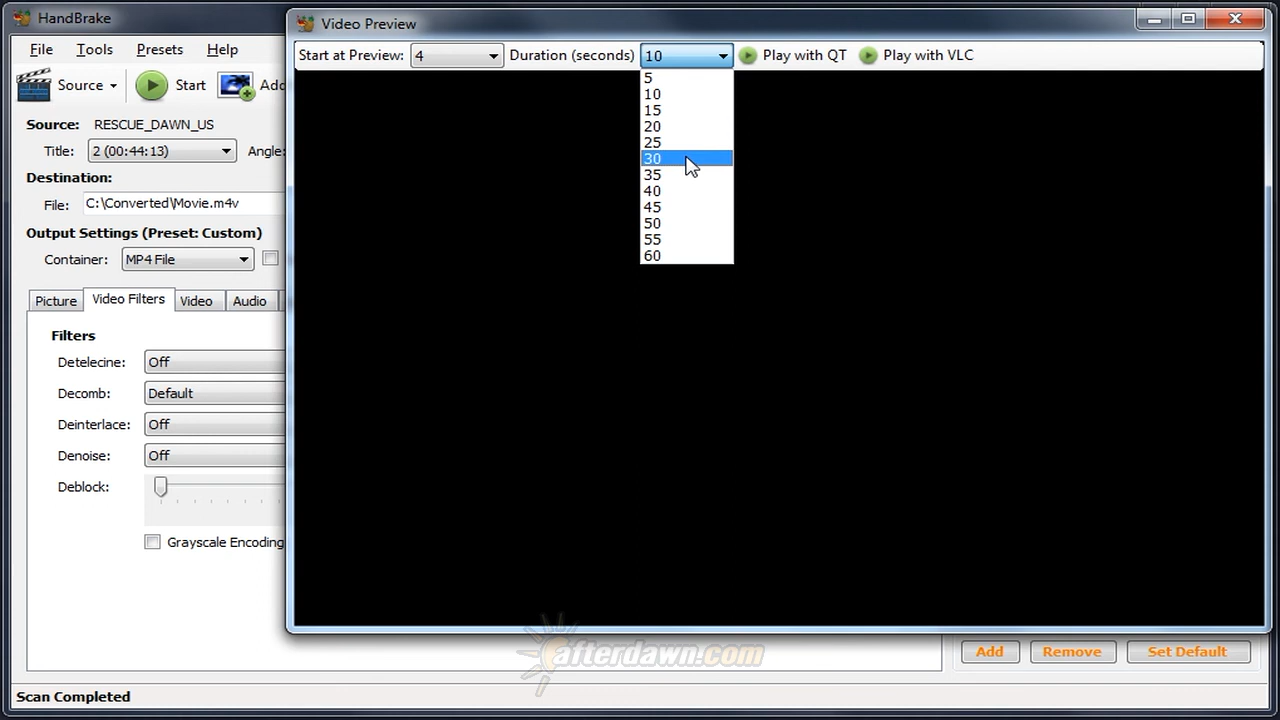 HandBrake
File Tools Presets Help
Source Start Add
Source: RESCUE_DAWN_US
Title: 2 (00:44:13) Angle:
Destination:
File: C:\Converted\Movie.m4v
Output Settings (Preset: Custom)
Container: MP4 File
Picture Video Filters Video Audio
Filters
Detelecine: Off
Decomb: Default
Deinterlace: Off
Denoise: Off
Deblock:
Grayscale Encoding
Video Preview
Start at Preview: 4 Duration (seconds) 10 Play with QT Play with VLC
5
10
15
20
25
30
35
40
45
50
55
60
afterdawn.com
Add Remove Set Default
Scan Completed